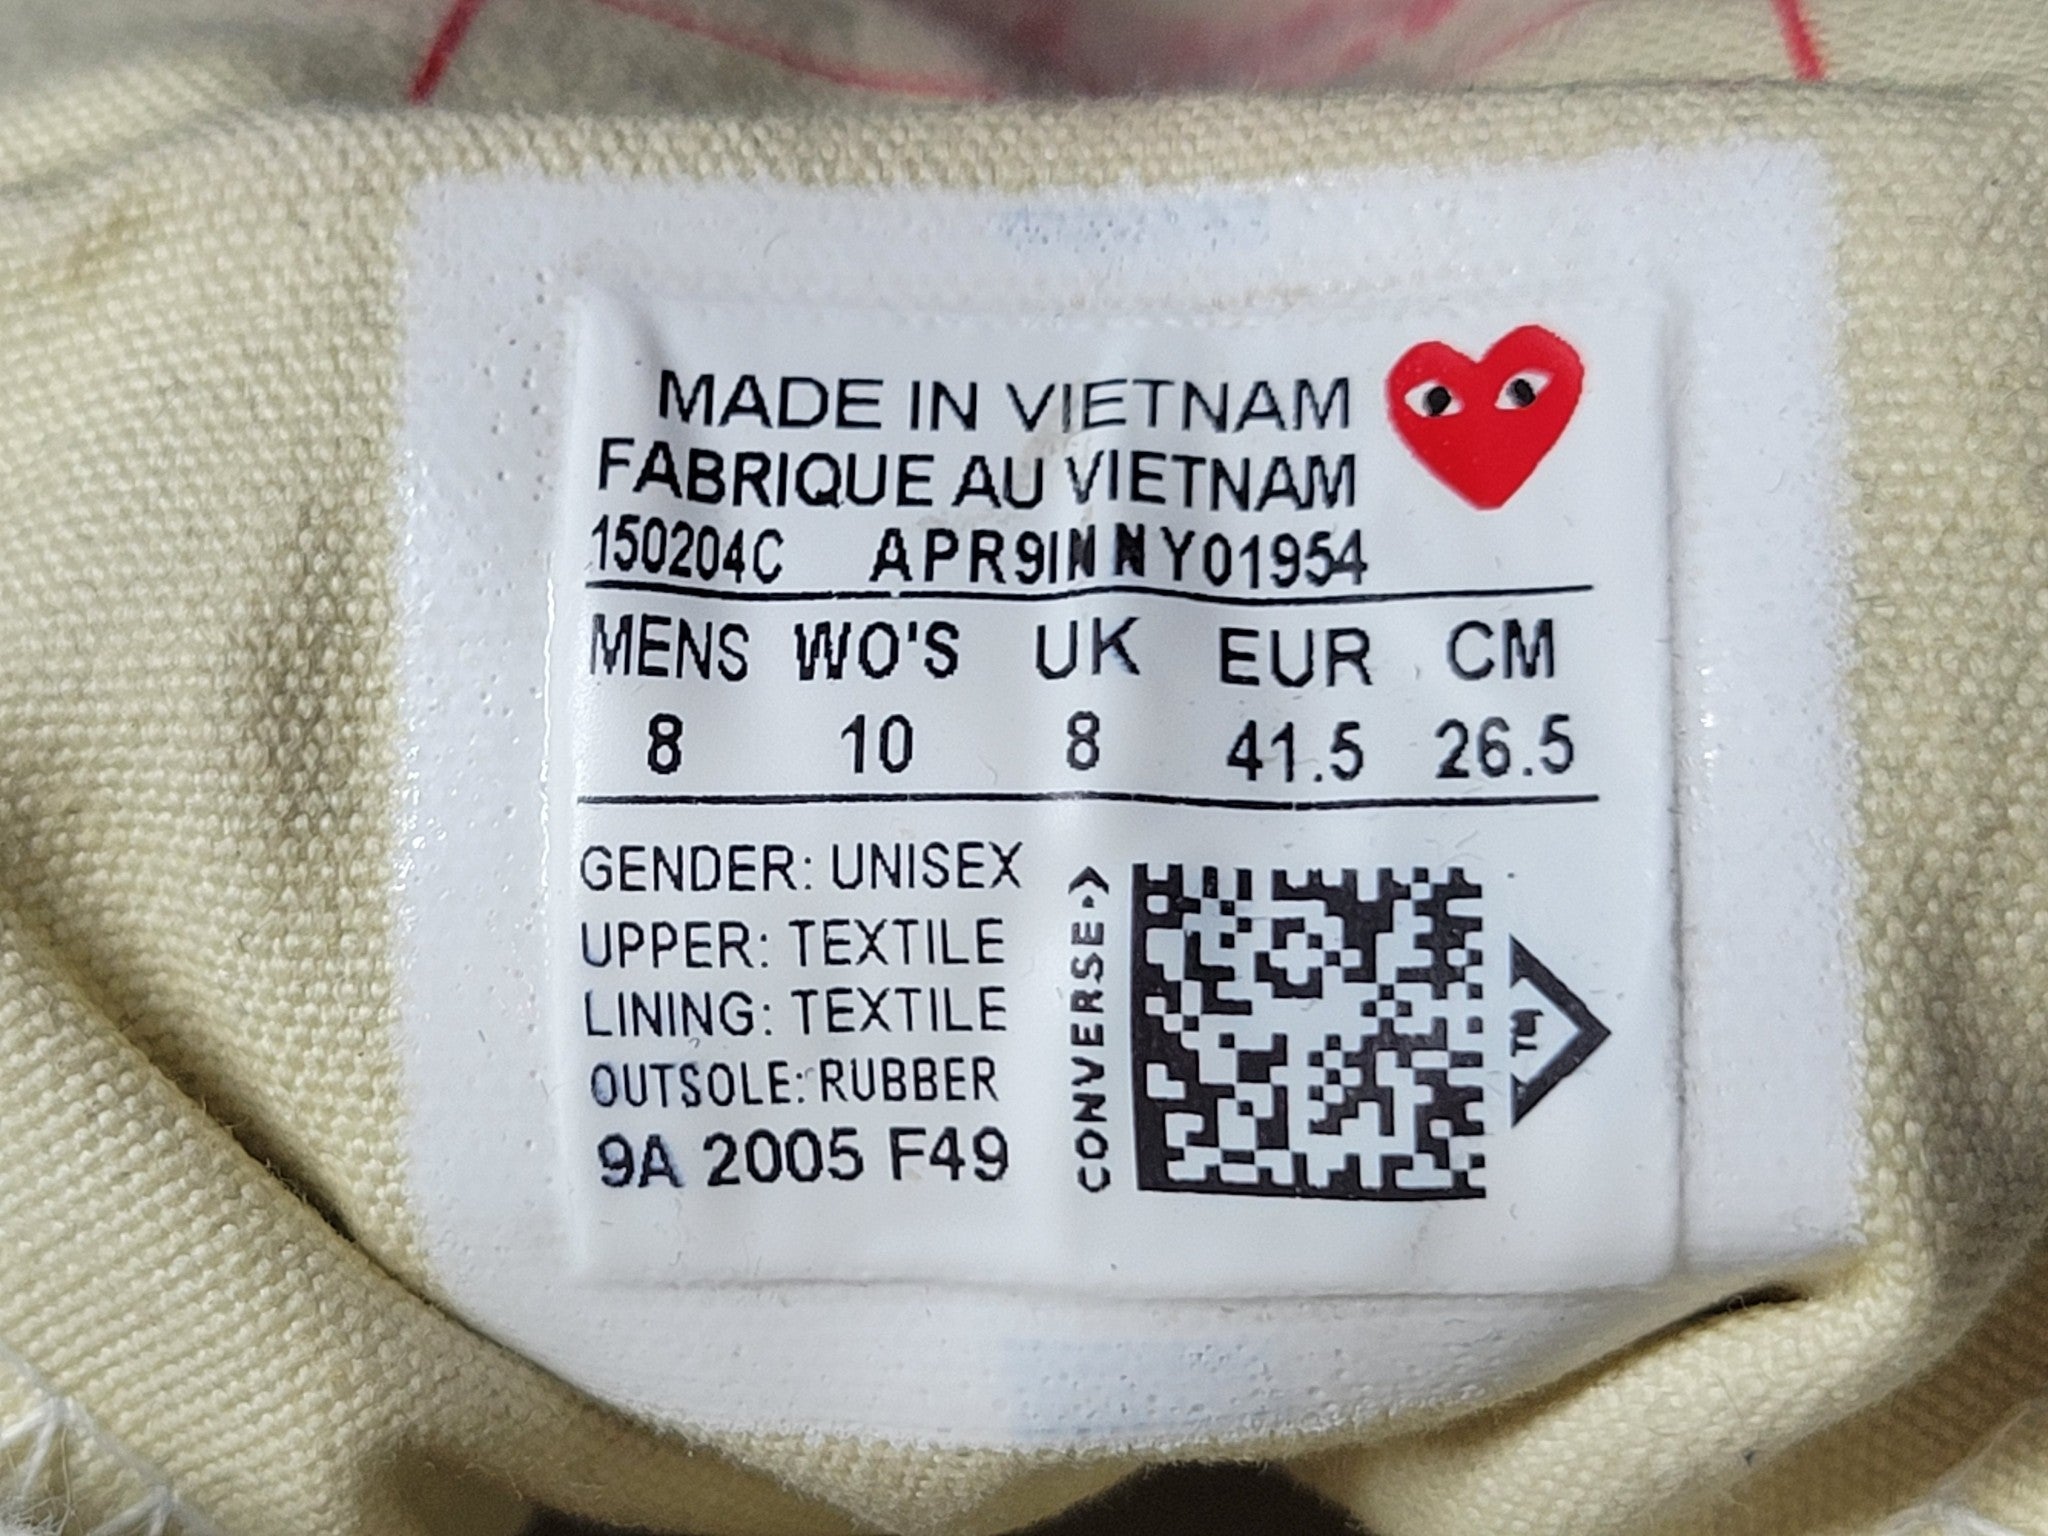 MADE IN VIETNAM
FABRIQUE AU VIETNAM
150204C APR9INNY01954
MENS WO'S UK EUR CM
8 10 8 41.5 26.5
GENDER: UNISEX
UPPER: TEXTILE
LINING: TEXTILE
OUTSOLE: RUBBER
9A 2005 F49
CONVERSE
TM